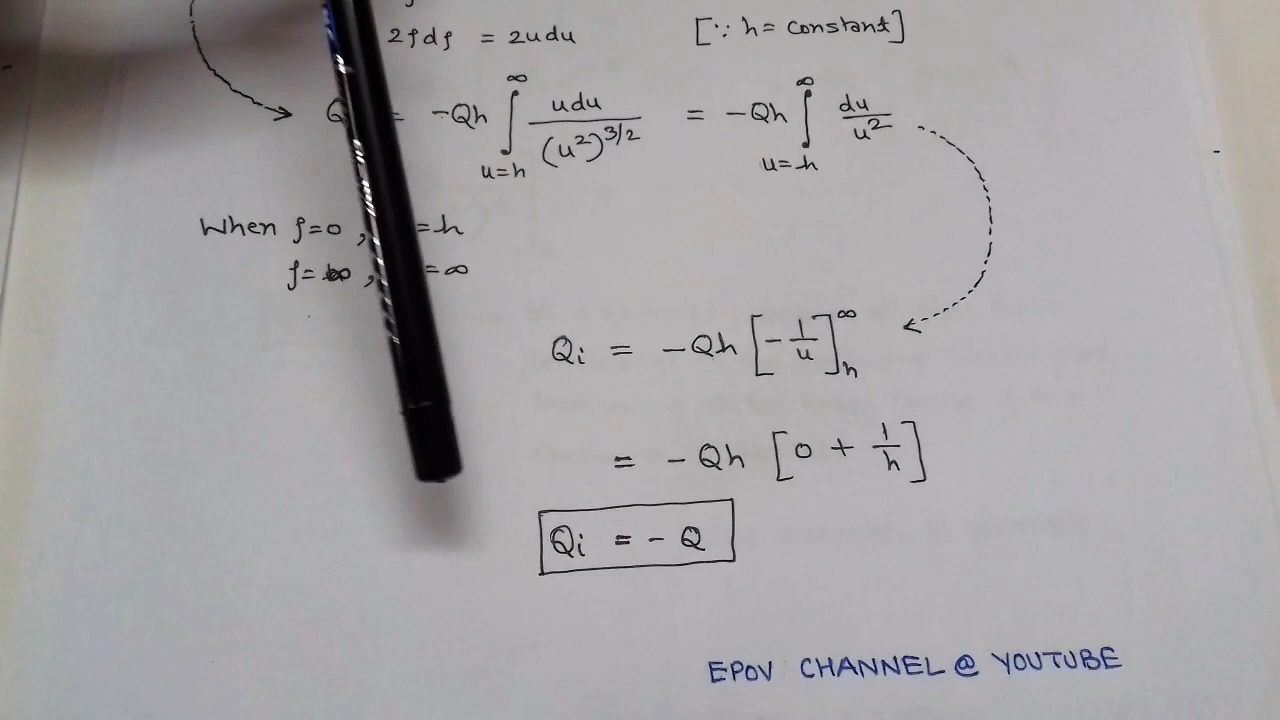 2ρdρ = 2udu [∵ h = constant]
Q = -Qh ∫_{u=h}^{∞} udu/(u²)^{3/2} = -Qh ∫_{u=h}^{∞} du/u²
When ρ=0, =h
ρ=∞, =∞
Qi = -Qh [-1/u]_h^∞
= -Qh [0 + 1/h]
Qi = -Q
EPOV CHANNEL @ YOUTUBE